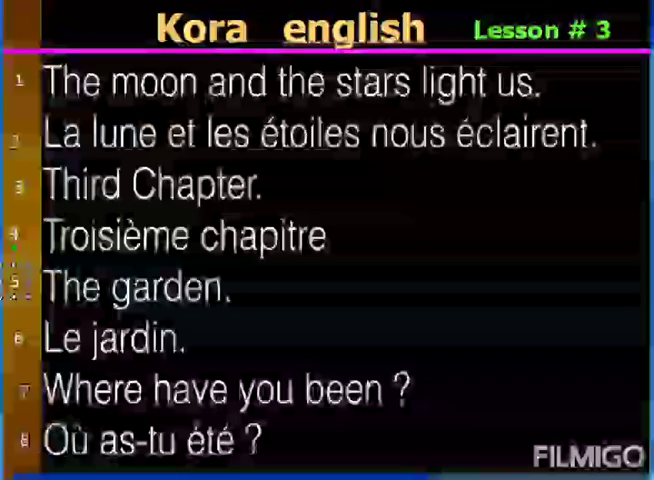 Kora english Lesson # 3
1 The moon and the stars light us.
2 La lune et les étoiles nous éclairent.
3 Third Chapter.
4 Troisième chapitre
5 The garden.
6 Le jardin.
7 Where have you been ?
8 Où as-tu été ?
FILMIGO